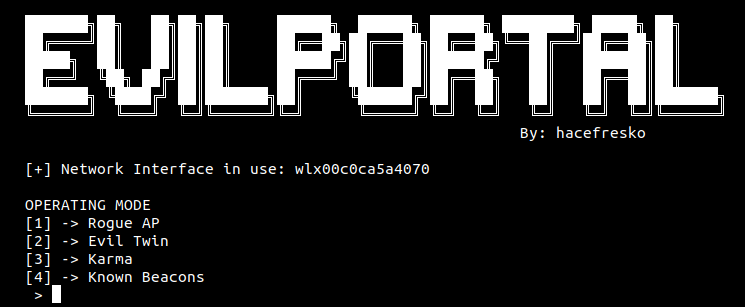 EVILPORTAL
By: hacefresko
[+] Network Interface in use: wlx00c0ca5a4070
OPERATING MODE
[1] -> Rogue AP
[2] -> Evil Twin
[3] -> Karma
[4] -> Known Beacons
>